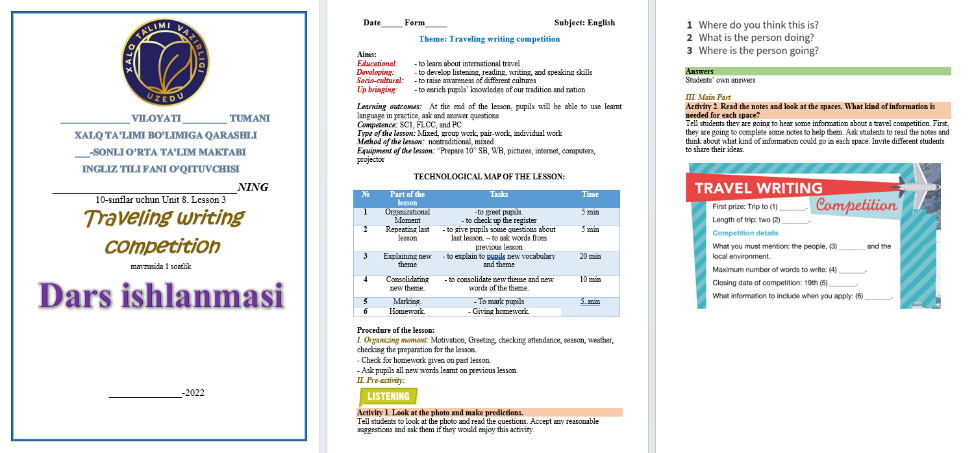 XALQ TA'LIMI VAZIRLIGI
UZEDU
______________ VILOYATI _________ TUMANI
XALQ TA'LIMI BO'LIMIGA QARASHLI
___-SONLI O'RTA TA'LIM MAKTABI
INGLIZ TILI FANI O'QITUVCHISI
______________________________NING
10-sinflar uchun Unit 8. Lesson 3
Traveling writing
competition
mavzusida 1 soatlik
Dars ishlanmasi
_______________-2022
Date_____ Form_____ Subject: English
Theme: Traveling writing competition
Aims:
Educational: - to learn about international travel
Developing: - to develop listening, reading, writing, and speaking skills
Socio-cultural: - to raise awareness of different cultures
Up bringing: - to enrich pupils' knowledge of our tradition and nation
Learning outcomes: At the end of the lesson, pupils will be able to use learnt
language in practice, ask and answer questions
Competence: SC1, FLCC, and PC
Type of the lesson: Mixed, group work, pair-work, individual work
Method of the lesson: nontraditional, mixed
Equipment of the lesson: "Prepare 10" SB, WB, pictures, internet, computers,
projector
TECHNOLOGICAL MAP OF THE LESSON:
№ Part of the lesson Tasks Time
1 Organizational Moment -to greet pupils. - to check up the register 5 min
2 Repeating last lesson - to give pupils some questions about last lesson. – to ask words from previous lesson 5 min
3 Explaining new theme - to explain to pupils new vocabulary and theme 20 min
4 Consolidating new theme. - to consolidate new theme and new words of the theme. 10 min
5 Marking. - To mark pupils 5. min
6 Homework. - Giving homework.
Procedure of the lesson:
I. Organizing moment: Motivation, Greeting, checking attendance, season, weather,
checking the preparation for the lesson.
- Check for homework given on past lesson.
- Ask pupils all new words learnt on previous lesson.
II. Pre-activity:
LISTENING
Activity 1. Look at the photo and make predictions.
Tell students to look at the photo and read the questions. Accept any reasonable
suggestions and ask them if they would enjoy this activity.
1 Where do you think this is?
2 What is the person doing?
3 Where is the person going?
Answers
Students' own answers
III. Main Part
Activity 2. Read the notes and look at the spaces. What kind of information is
needed for each space?
Tell students they are going to hear some information about a travel competition. First,
they are going to complete some notes to help them. Ask students to read the notes and
think about what kind of information could go in each space. Invite different students
to share their ideas.
TRAVEL WRITING
Competition
First prize: Trip to (1) _______.
Length of trip: two (2) _______.
Competition details
What you must mention: the people, (3) _______ and the
local environment.
Maximum number of words to write: (4) _______.
Closing date of competition: 19th (5) _______.
What information to include when you apply: (6) _______.